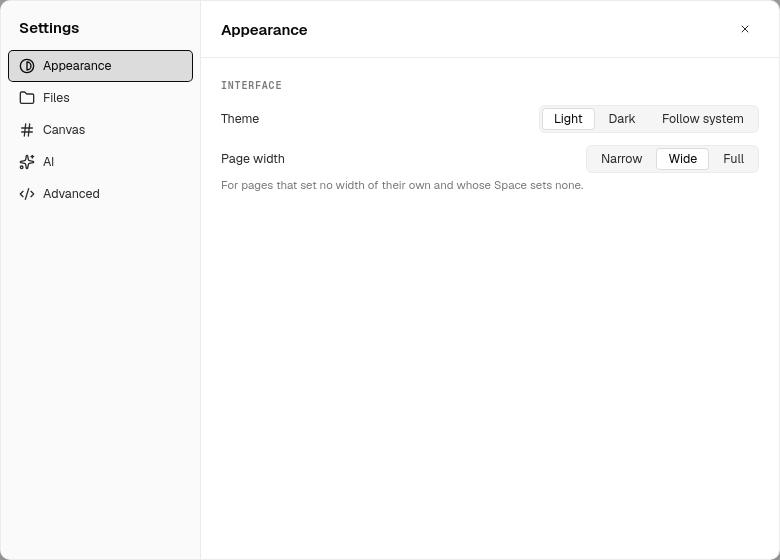 Settings
Appearance
Files
Canvas
AI
Advanced
Appearance
INTERFACE
Theme
Light Dark Follow system
Page width
Narrow Wide Full
For pages that set no width of their own and whose Space sets none.